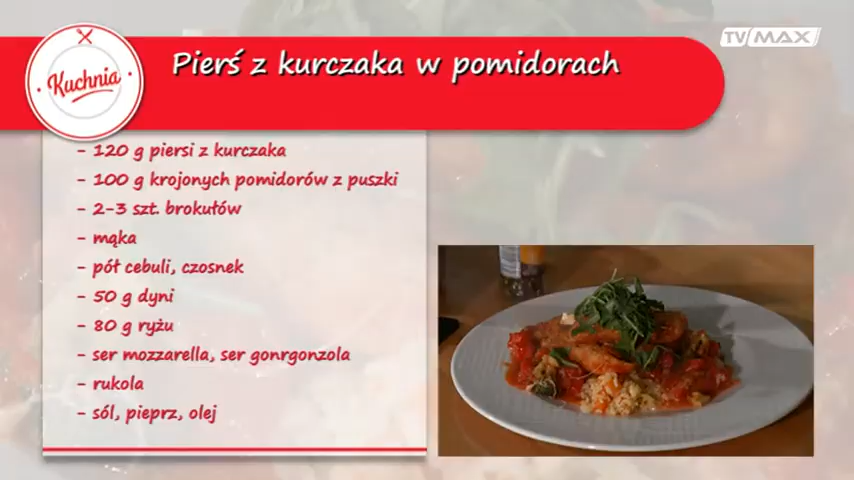 TV MAX
Kuchnia
Pierś z kurczaka w pomidorach
- 120 g piersi z kurczaka
- 100 g krojonych pomidorów z puszki
- 2-3 szt. brokułów
- mąka
- pół cebuli, czosnek
- 50 g dyni
- 80 g ryżu
- ser mozzarella, ser gonrgonzola
- rukola
- sól, pieprz, olej